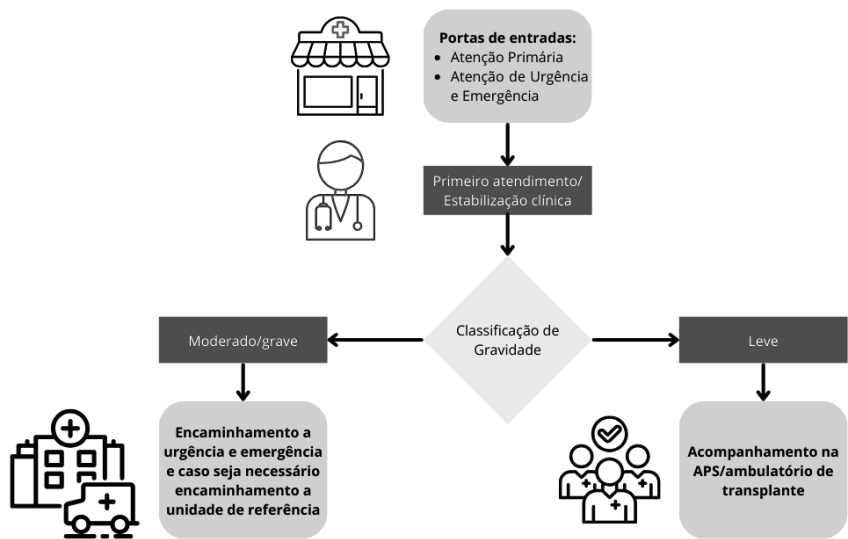 Portas de entradas:
• Atenção Primária
• Atenção de Urgência
e Emergência
Primeiro atendimento/
Estabilização clínica
Classificação de
Gravidade
Moderado/grave
Leve
Encaminhamento a
urgência e emergência
e caso seja necessário
encaminhamento a
unidade de referência
Acompanhamento na
APS/ambulatório de
transplante